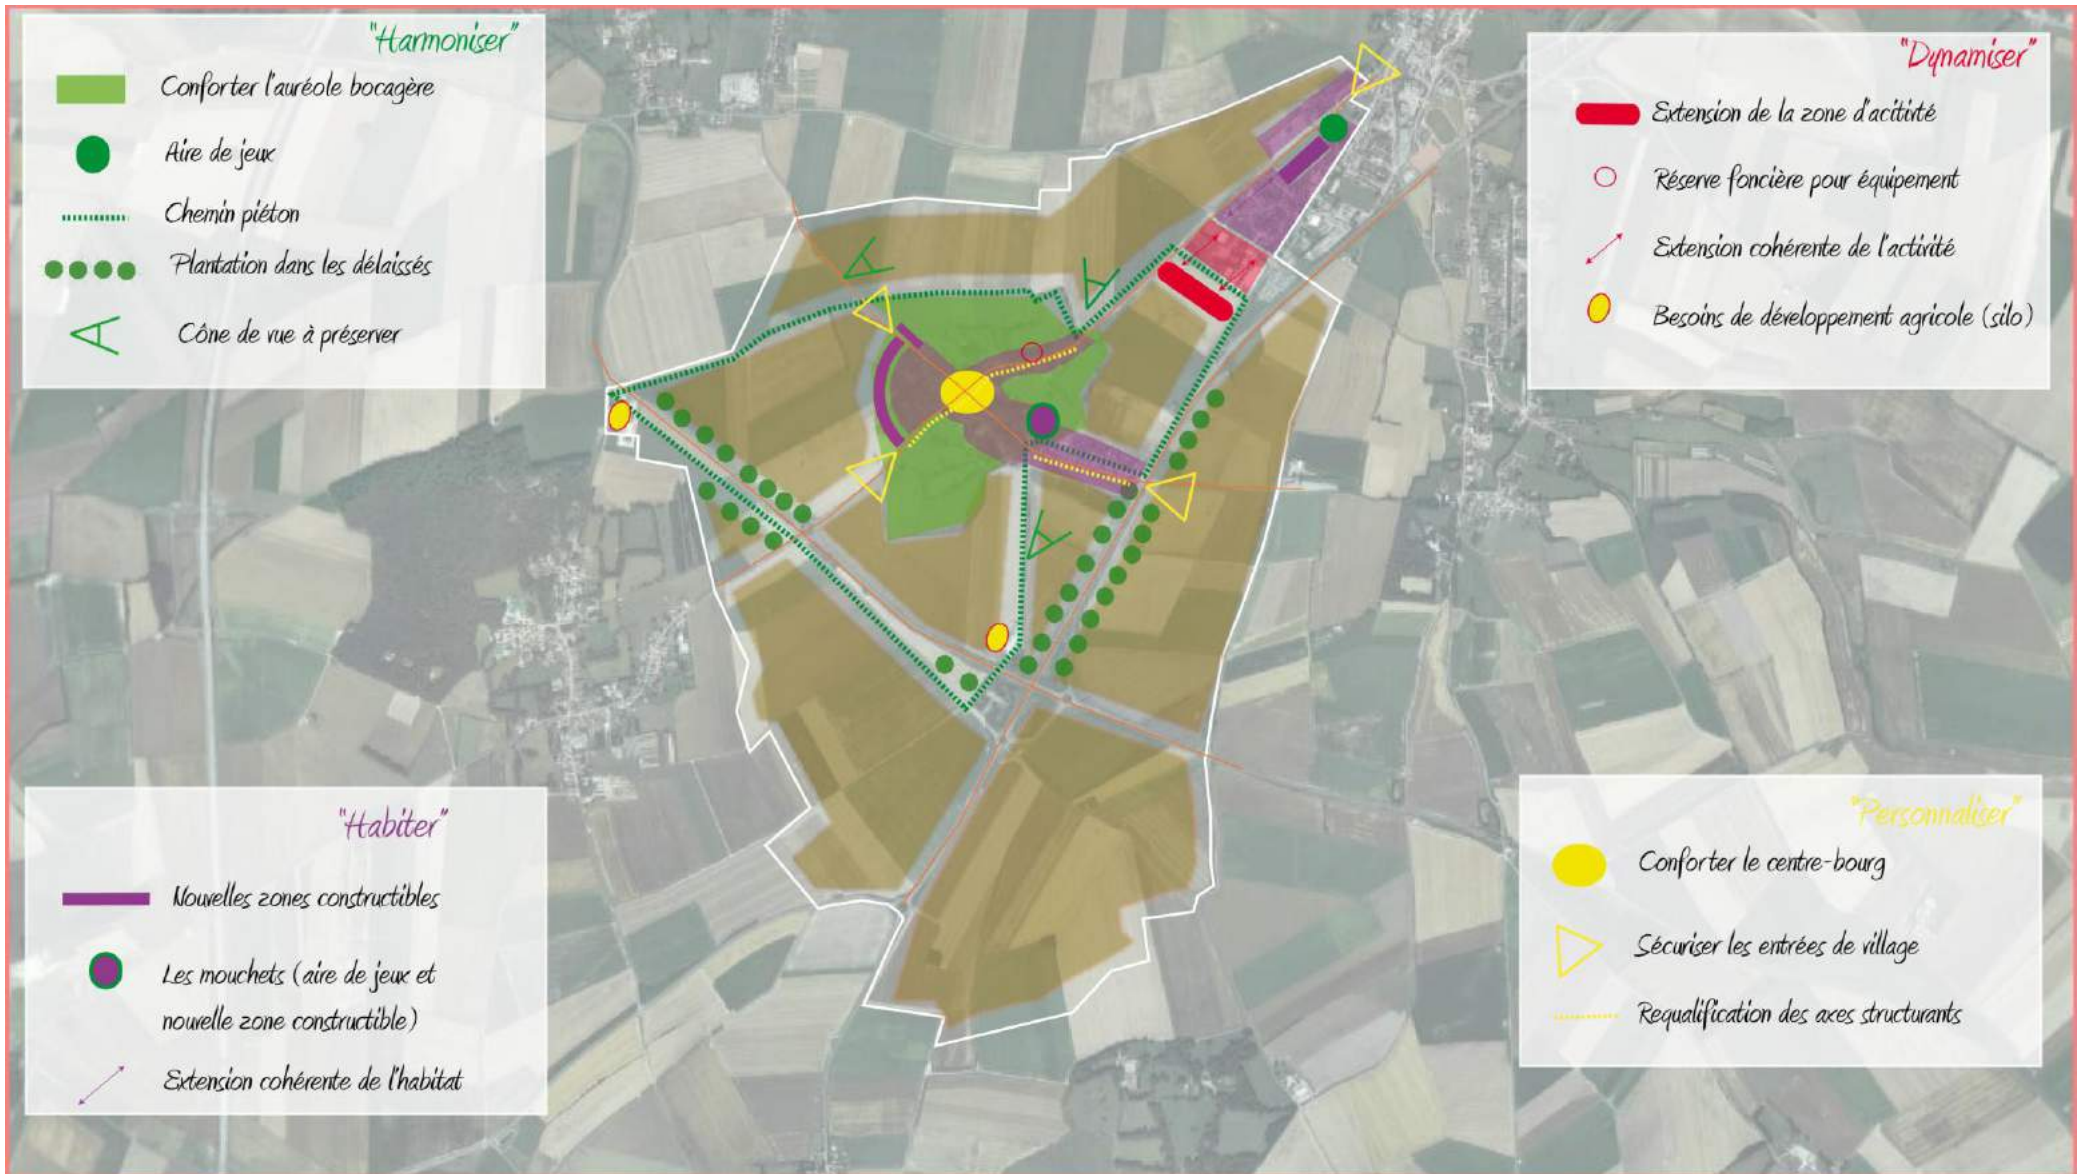 "Harmoniser"
Conforter l'auréole bocagère
Aire de jeux
Chemin piéton
Plantation dans les délaissés
Cône de vue à préserver
"Dynamiser"
Extension de la zone d'acitivté
Réserve foncière pour équipement
Extension cohérente de l'activité
Besoins de développement agricole (silo)
"Habiter"
Nouvelles zones constructibles
Les mouchets (aire de jeux et
nouvelle zone constructible)
Extension cohérente de l'habitat
"Personnaliser"
Conforter le centre-bourg
Sécuriser les entrées de village
Requalification des axes structurants